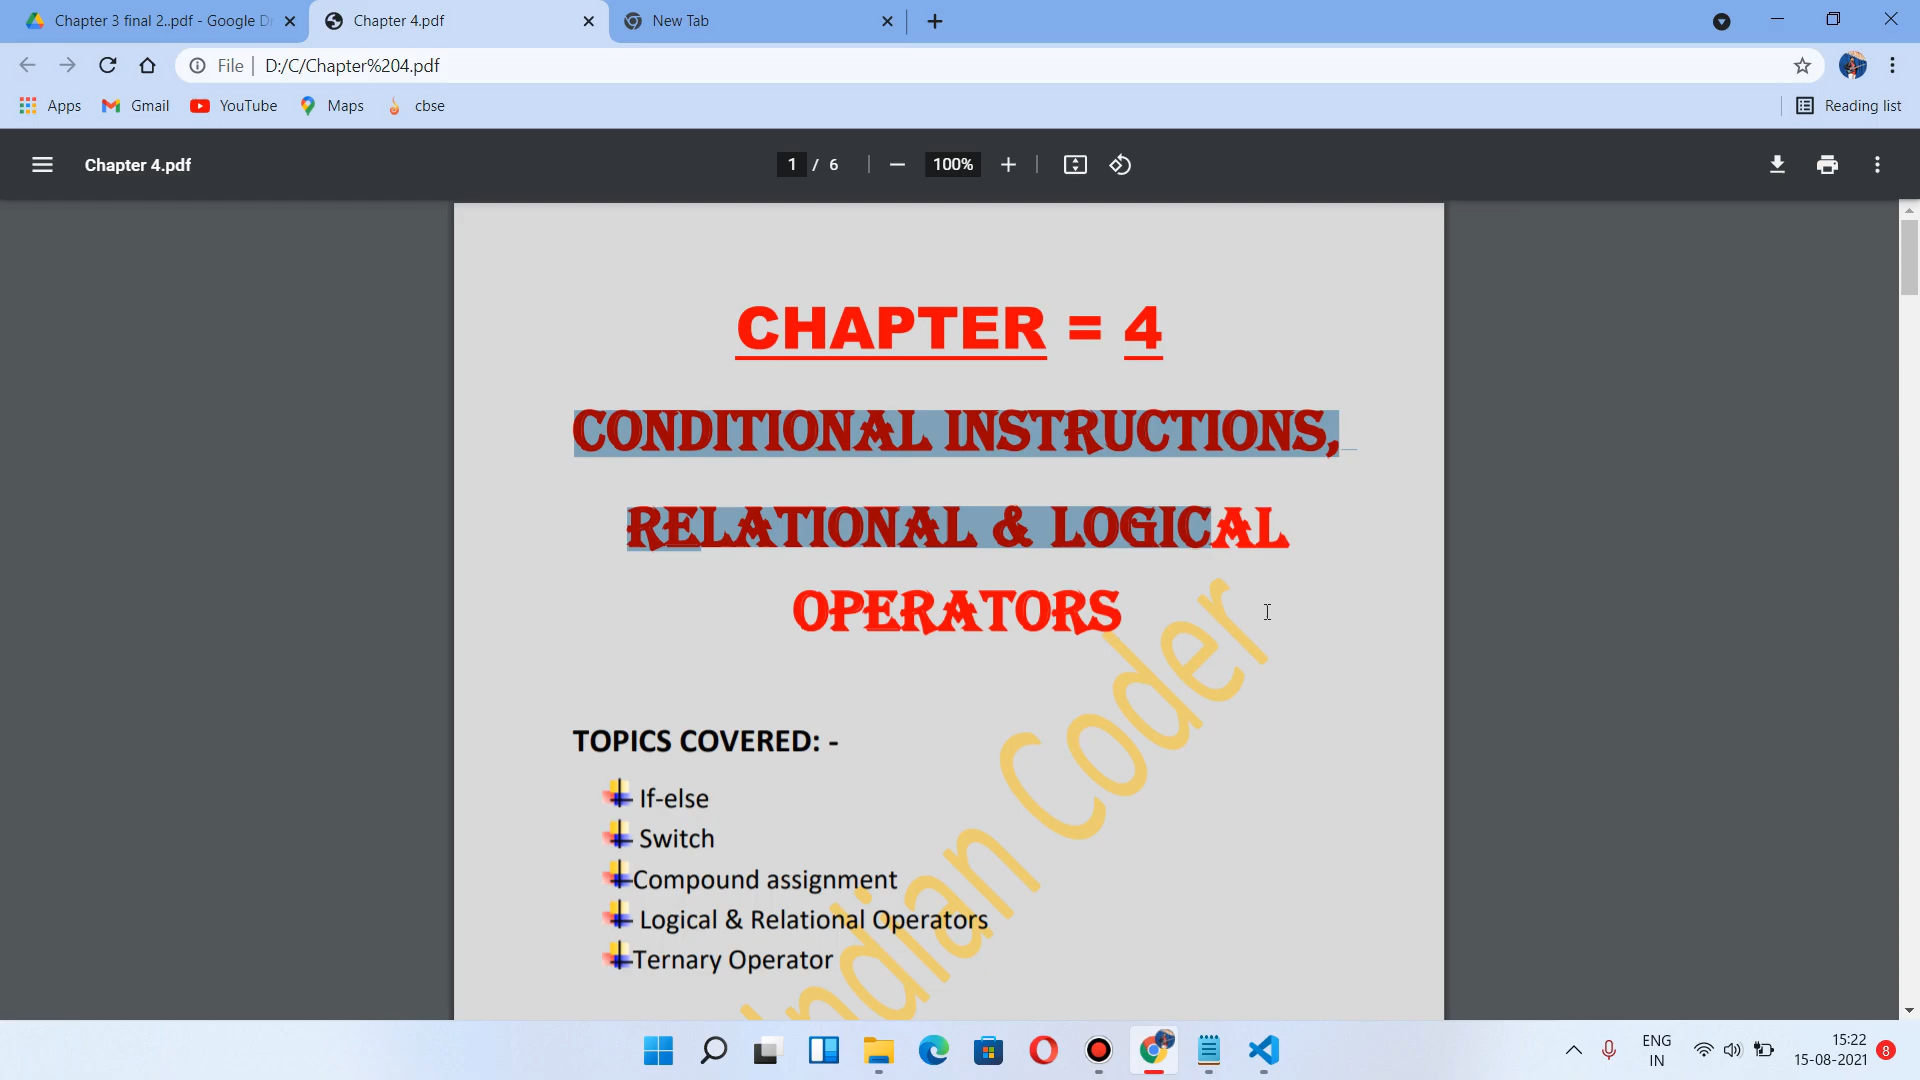 Chapter 3 final 2..pdf - Google D
Chapter 4.pdf
New Tab
File
D:/C/Chapter%204.pdf
Apps
Gmail
YouTube
Maps
cbse
Reading list
Chapter 4.pdf
1 / 6
100%
CHAPTER = 4
CONDITIONAL INSTRUCTIONS,
RELATIONAL & LOGICAL
OPERATORS
TOPICS COVERED: -
If-else
Switch
Compound assignment
Logical & Relational Operators
Ternary Operator
Indian Coder
ENG
IN
15:22
15-08-2021
8